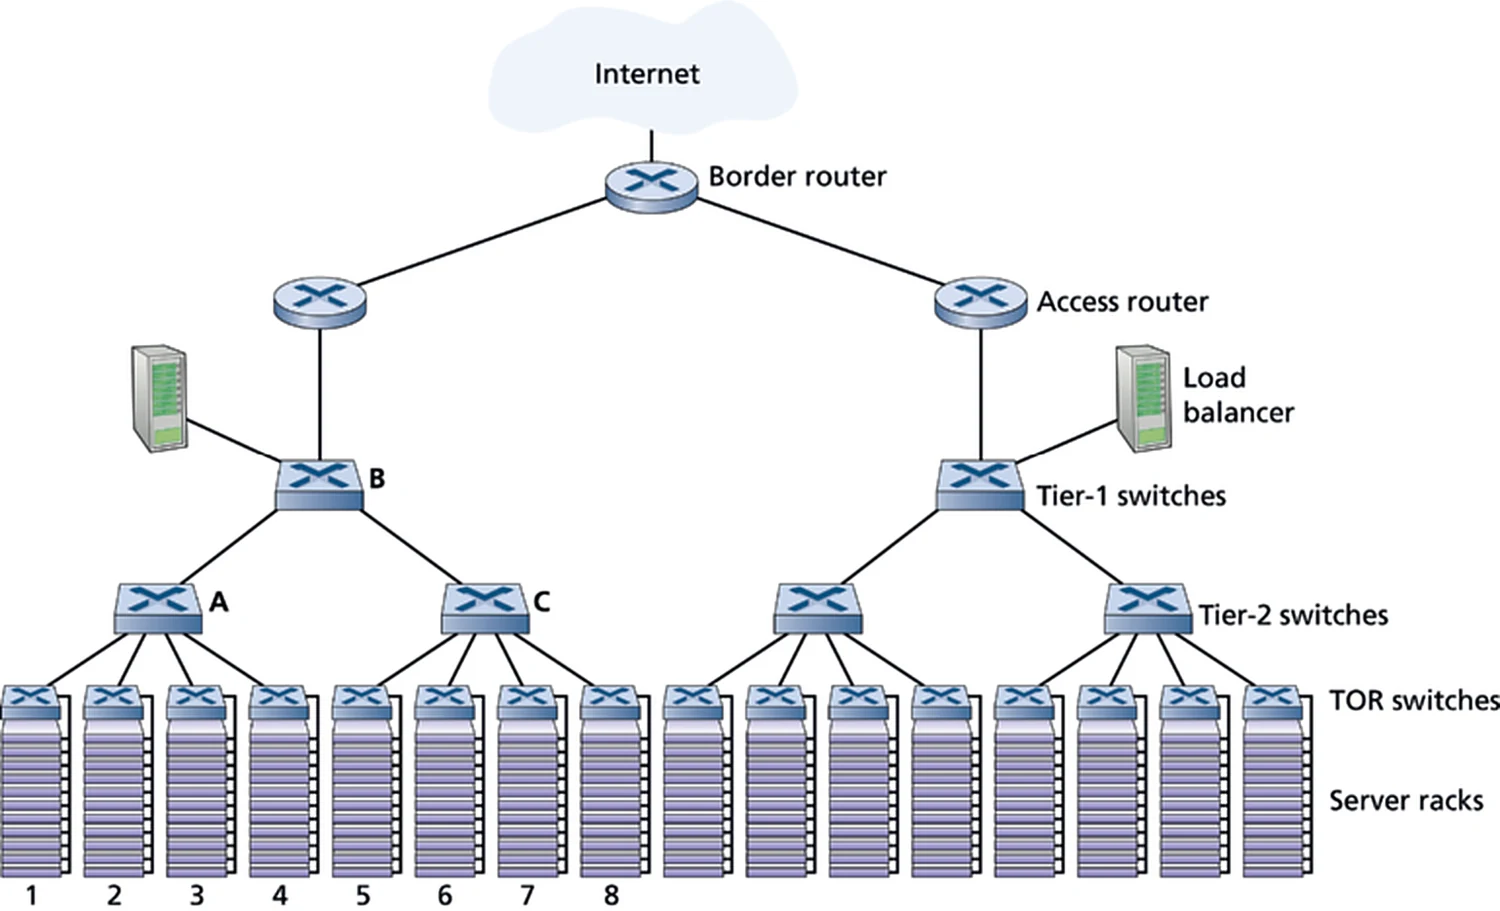 Internet
Border router
Access router
Load
balancer
B
Tier-1 switches
A
C
Tier-2 switches
TOR switches
Server racks
1 2 3 4 5 6 7 8